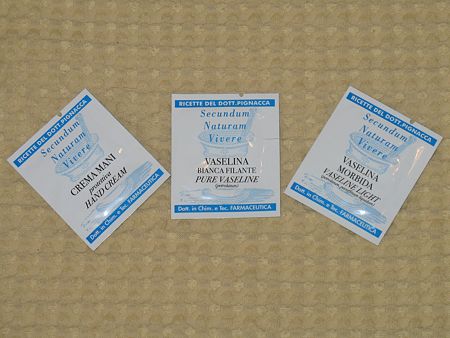 RICETTE DEL DOTT. PIGNACCA
Secundum
Naturam
Vivere
CREMA MANI
protettiva
HAND CREAM
Dott. in Chim. e Tec. FARMACEUTICA
RICETTE DEL DOTT. PIGNACCA
Secundum
Naturam
Vivere
VASELINA
BIANCA FILANTE
PURE VASELINE
(petrolatum)
Dott. in Chim. e Tec. FARMACEUTICA
RICETTE DEL DOTT. PIGNACCA
Secundum
Naturam
Vivere
VASELINA
MORBIDA
VASELINE LIGHT
Dott. in Chim. e Tec. FARMACEUTICA